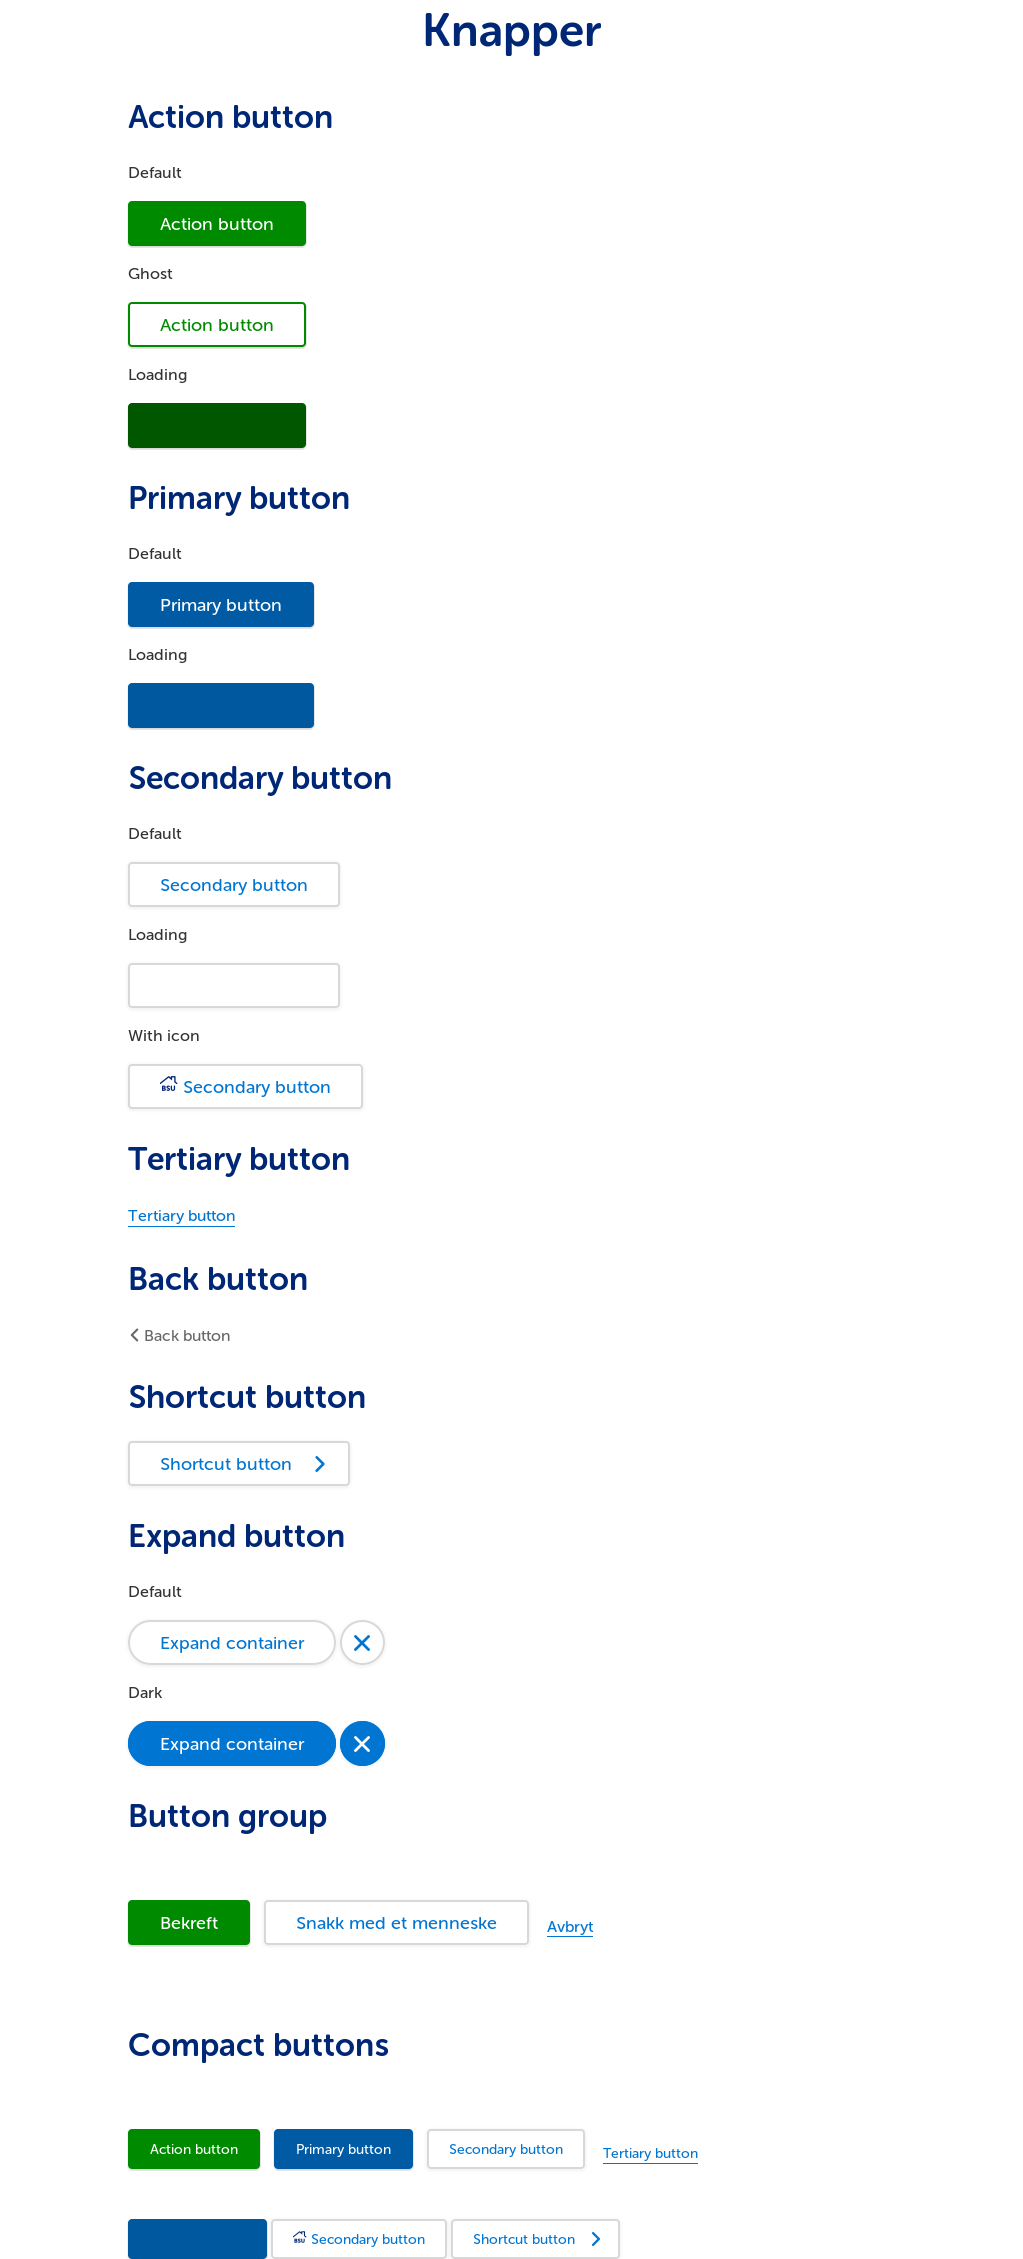 Knapper
Action button
Default
Action button
Ghost
Action button
Loading
Primary button
Default
Primary button
Loading
Secondary button
Default
Secondary button
Loading
With icon
BSU Secondary button
Tertiary button
Tertiary button
Back button
Back button
Shortcut button
Shortcut button
Expand button
Default
Expand container
Dark
Expand container
Button group
Bekreft Snakk med et menneske Avbryt
Compact buttons
Action button Primary button Secondary button Tertiary button
BSU Secondary button Shortcut button